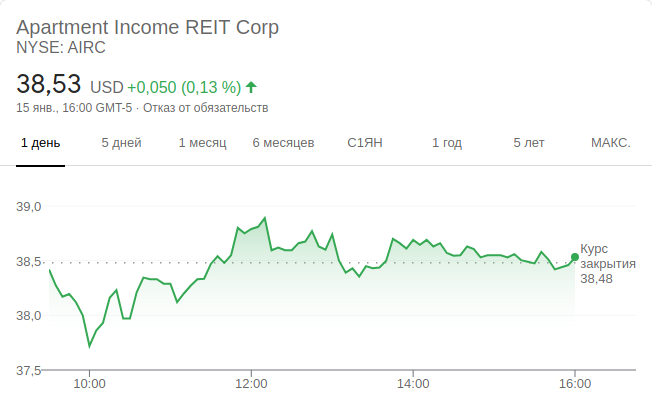 Apartment Income REIT Corp
NYSE: AIRC
38,53 USD +0,050 (0,13 %)
15 янв., 16:00 GMT-5 · Отказ от обязательств
1 день 5 дней 1 месяц 6 месяцев С1ЯН 1 год 5 лет МАКС.
39,0
38,5
38,0
37,5
Курс
закрытия
38,48
10:00 12:00 14:00 16:00